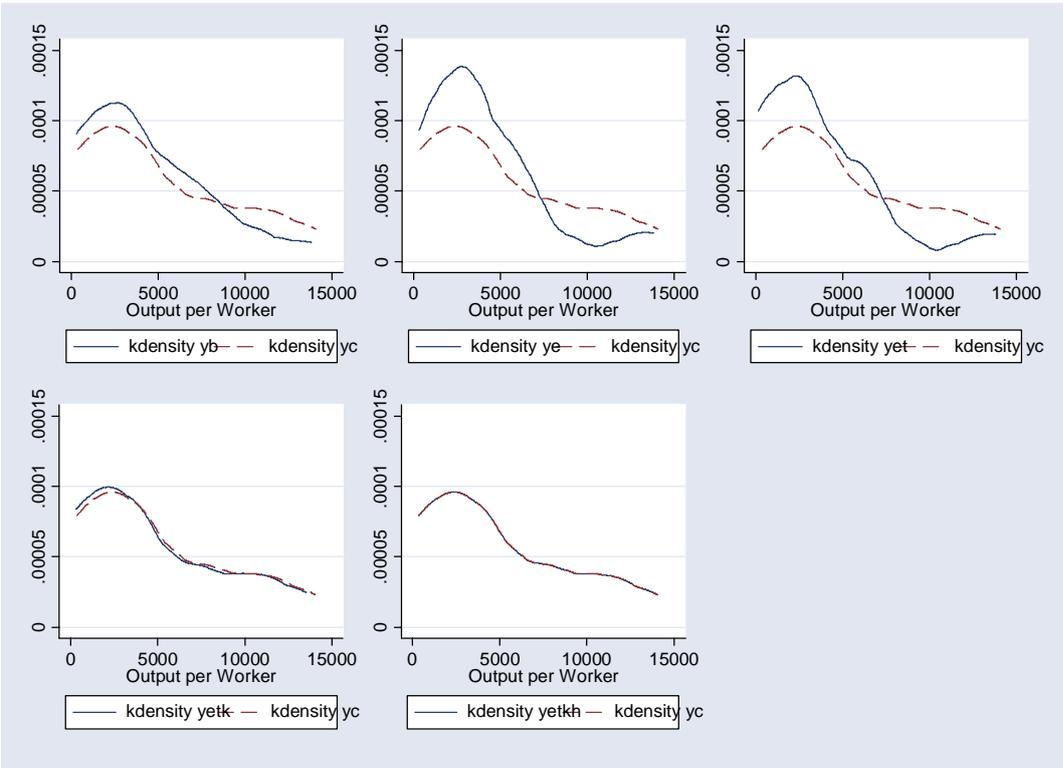 .00015 .00015 .00015
.0001 .0001 .0001
.00005 .00005 .00005
0 0 0
0 5000 10000 15000 0 5000 10000 15000 0 5000 10000 15000
Output per Worker Output per Worker Output per Worker
kdensity yb kdensity yc kdensity ye kdensity yc kdensity yet kdensity yc
.00015 .00015
.0001 .0001
.00005 .00005
0 0
0 5000 10000 15000 0 5000 10000 15000
Output per Worker Output per Worker
kdensity yetk kdensity yc kdensity yetkh kdensity yc